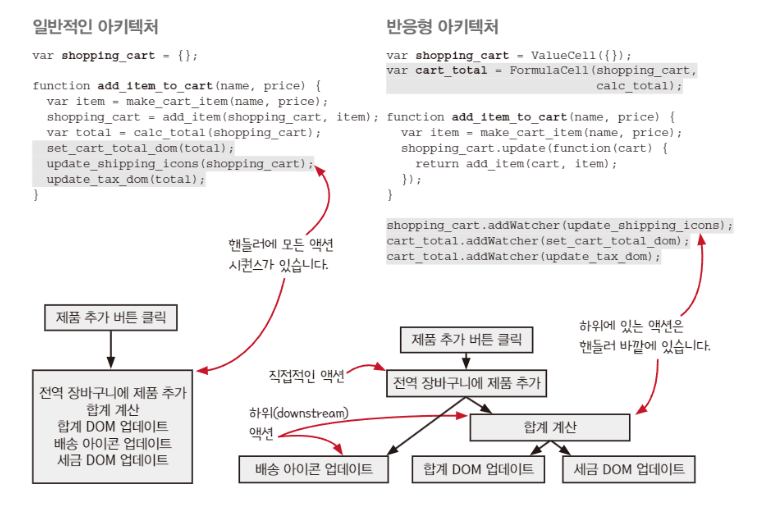 일반적인 아키텍처
var shopping_cart = {};
function add_item_to_cart(name, price) {
var item = make_cart_item(name, price);
shopping_cart = add_item(shopping_cart, item);
var total = calc_total(shopping_cart);
set_cart_total_dom(total);
update_shipping_icons(shopping_cart);
update_tax_dom(total);
}
핸들러에 모든 액션
시퀀스가 있습니다.
제품 추가 버튼 클릭
전역 장바구니에 제품 추가
합계 계산
합계 DOM 업데이트
배송 아이콘 업데이트
세금 DOM 업데이트
반응형 아키텍처
var shopping_cart = ValueCell({});
var cart_total = FormulaCell(shopping_cart,
calc_total);
function add_item_to_cart(name, price) {
var item = make_cart_item(name, price);
shopping_cart.update(function(cart) {
return add_item(cart, item);
});
}
shopping_cart.addWatcher(update_shipping_icons);
cart_total.addWatcher(set_cart_total_dom);
cart_total.addWatcher(update_tax_dom);
하위에 있는 액션은
핸들러 바깥에 있습니다.
제품 추가 버튼 클릭
직접적인 액션
전역 장바구니에 제품 추가
하위(downstream)
액션
합계 계산
배송 아이콘 업데이트
합계 DOM 업데이트
세금 DOM 업데이트